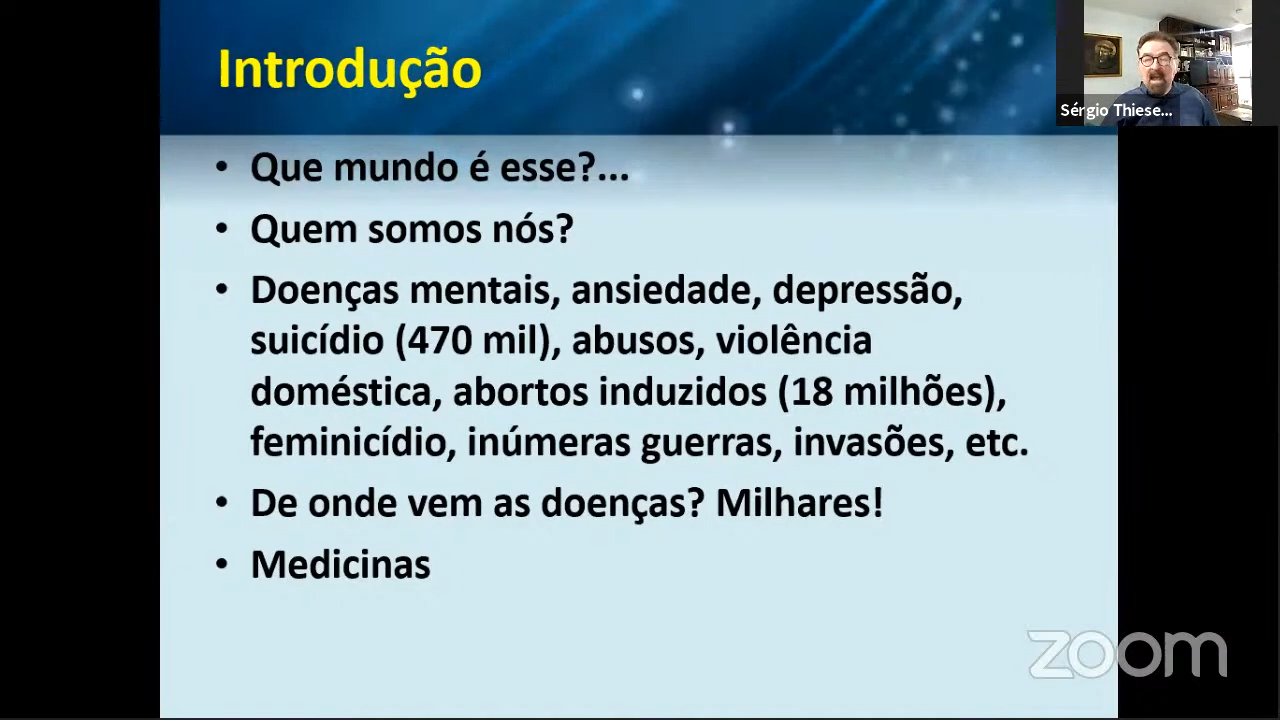 Introdução
Sérgio Thiese...
• Que mundo é esse?...
• Quem somos nós?
• Doenças mentais, ansiedade, depressão,
suicídio (470 mil), abusos, violência
doméstica, abortos induzidos (18 milhões),
feminicídio, inúmeras guerras, invasões, etc.
• De onde vem as doenças? Milhares!
• Medicinas
zoom